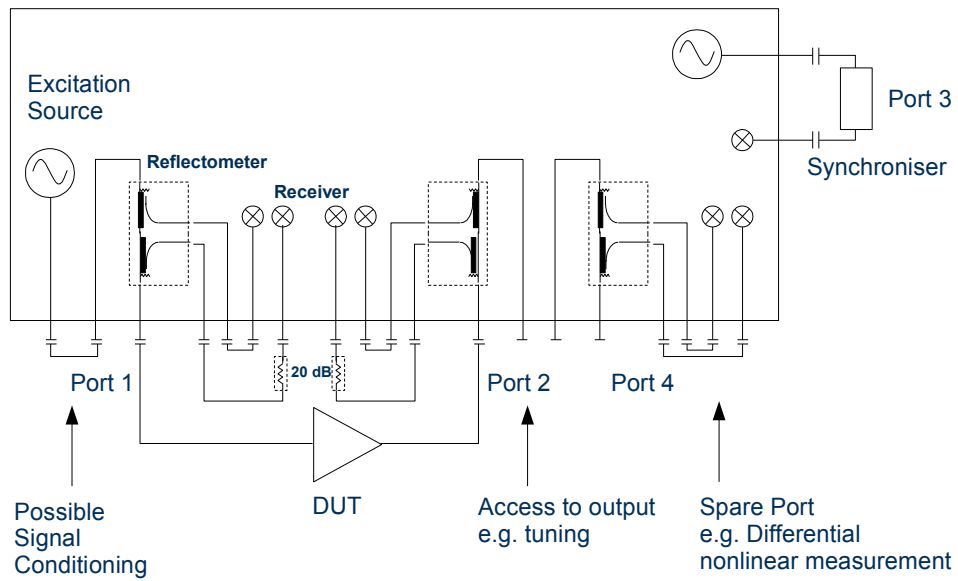 Excitation
Source
Port 3
Reflectometer
Synchroniser
Receiver
20 dB
Port 1
Port 2
Port 4
DUT
Possible
Signal
Conditioning
Access to output
e.g. tuning
Spare Port
e.g. Differential
nonlinear measurement